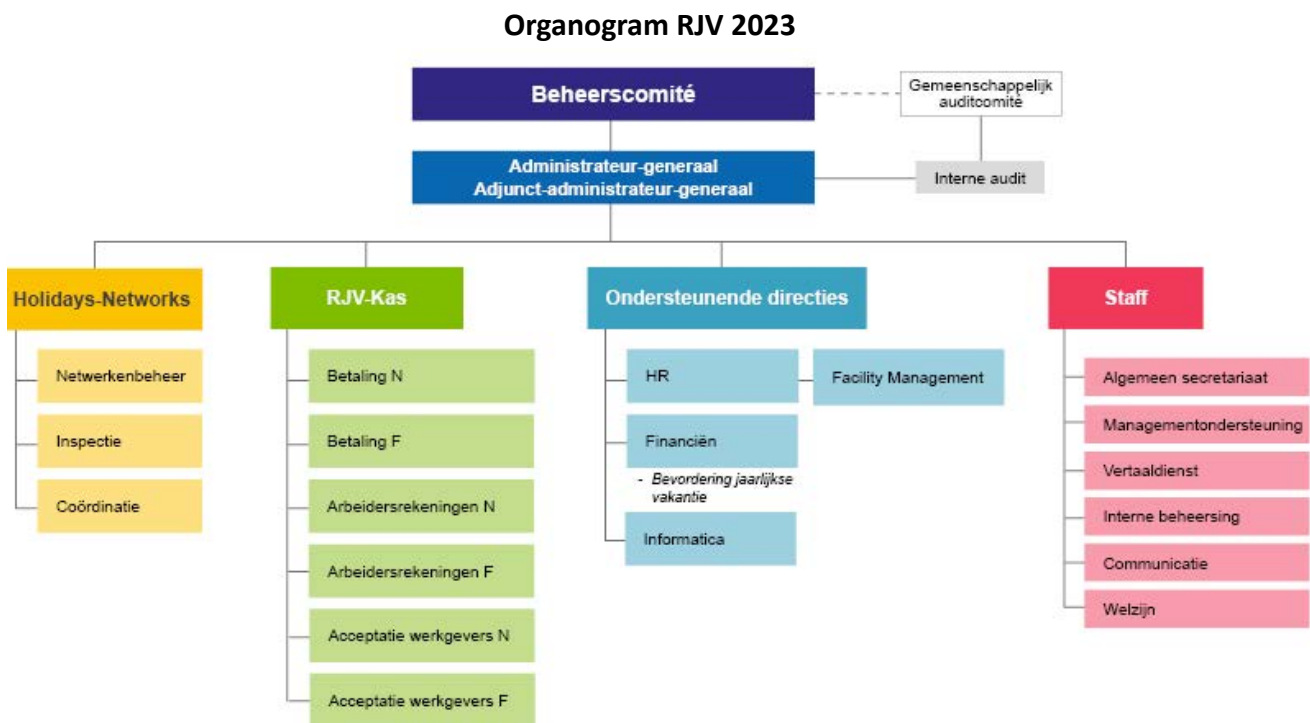 Organogram RJV 2023
Beheerscomité
Gemeenschappelijk
auditcomité
Administrateur-generaal
Adjunct-administrateur-generaal
Interne audit
Holidays-Networks
RJV-Kas
Ondersteunende directies
Staff
Netwerkenbeheer
Inspectie
Coördinatie
Betaling N
Betaling F
Arbeidersrekeningen N
Arbeidersrekeningen F
Acceptatie werkgevers N
Acceptatie werkgevers F
HR
Facility Management
Financiën
- Bevordering jaarlijkse
vakantie
Informatica
Algemeen secretariaat
Managementondersteuning
Vertaaldienst
Interne beheersing
Communicatie
Welzijn